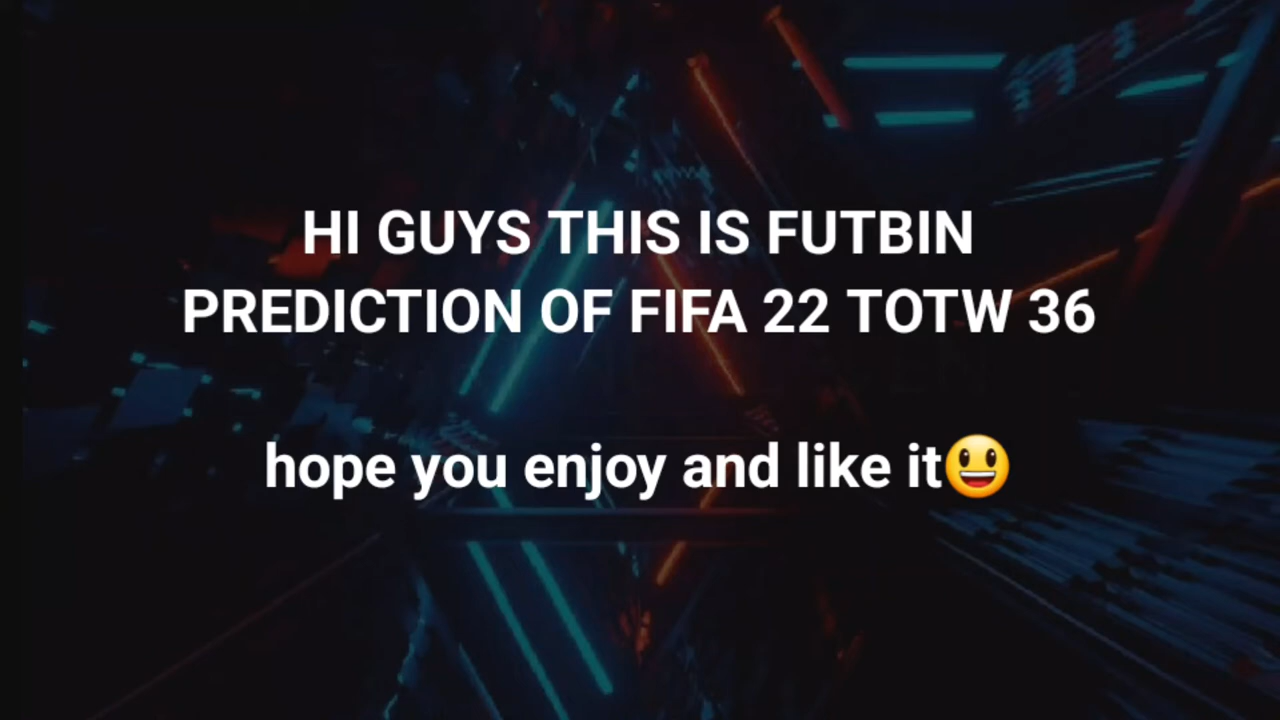 HI GUYS THIS IS FUTBIN
PREDICTION OF FIFA 22 TOTW 36
hope you enjoy and like it😃